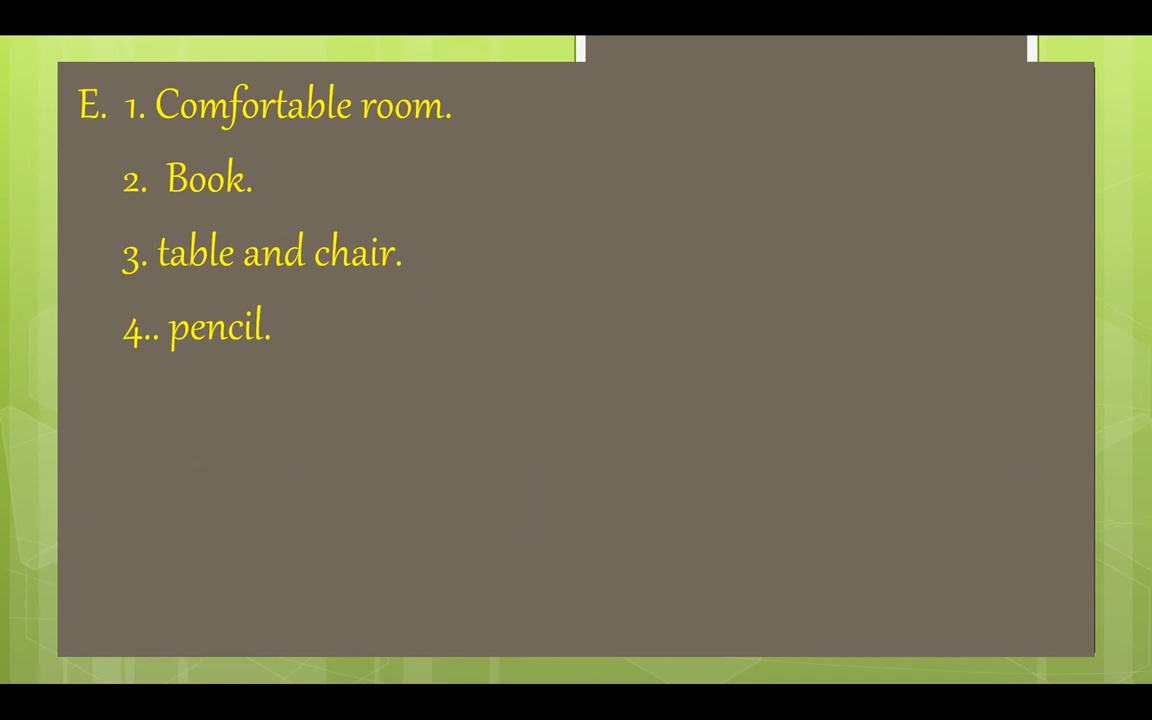 E. 1. Comfortable room.
2. Book.
3. table and chair.
4.. pencil.